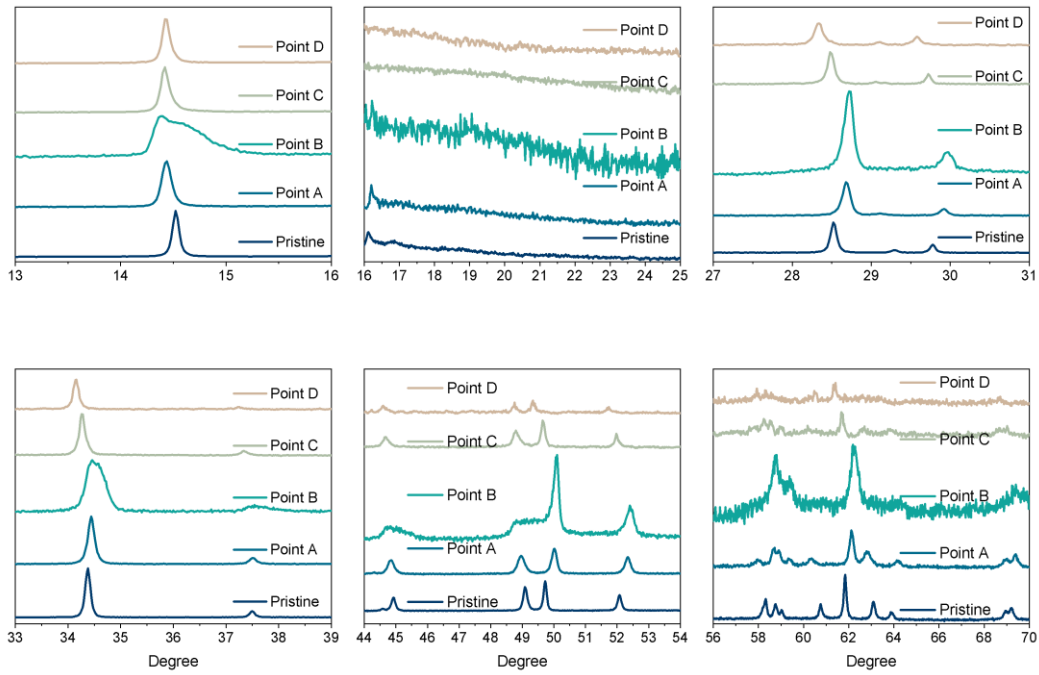 Point D
Point C
Point B
Point A
Pristine
13 14 15 16
Point D
Point C
Point B
Point A
Pristine
16 17 18 19 20 21 22 23 24 25
Point D
Point C
Point B
Point A
Pristine
27 28 29 30 31
Point D
Point C
Point B
Point A
Pristine
33 34 35 36 37 38 39
Degree
Point D
Point C
Point B
Point A
Pristine
44 45 46 47 48 49 50 51 52 53 54
Degree
Point D
Point C
Point B
Point A
Pristine
56 58 60 62 64 66 68 70
Degree